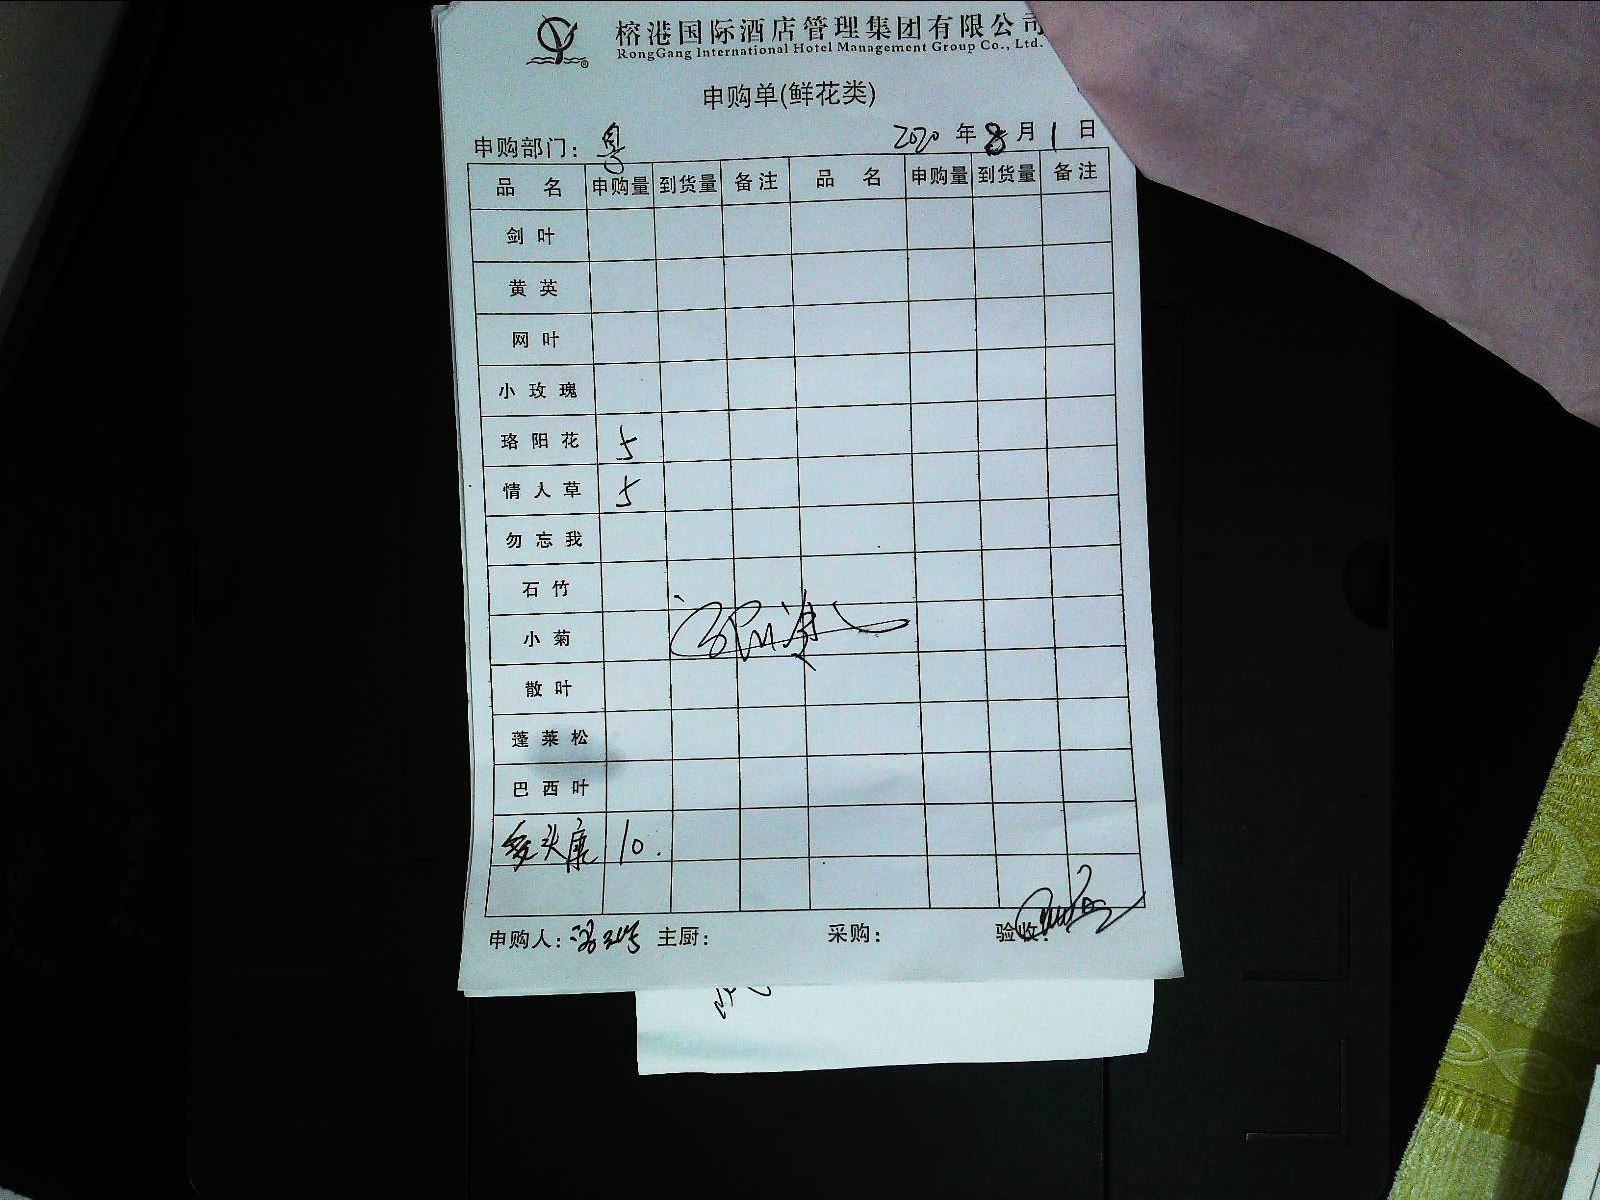 榕港国际酒店管理集团有限公司
RongGang International Hotel Management Group Co., Ltd.
申购单(鲜花类)
申购部门: 粤 2020 年 8 月 1 日
品名 申购量 到货量 备注 品名 申购量 到货量 备注
剑叶
黄英
网叶
小玫瑰
珞阳花 5
情人草 5
勿忘我
石竹
小菊
散叶
蓬莱松
巴西叶
多头康 10.
申购人: 主厨: 采购: 验收: